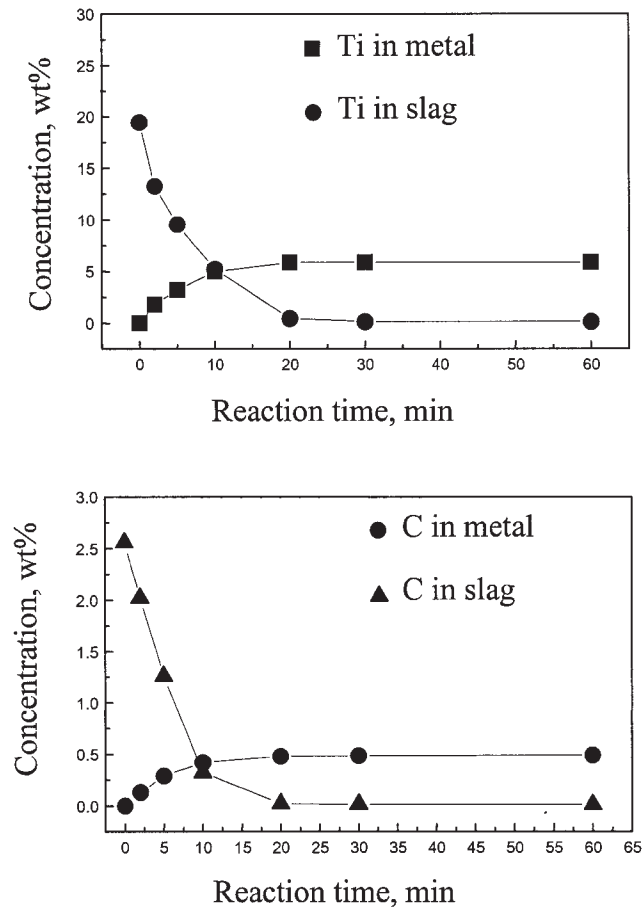 30
25
20
15
10
5
0
Concentration, wt%
Ti in metal
Ti in slag
0 10 20 30 40 50 60
Reaction time, min
3.0
2.5
2.0
1.5
1.0
0.5
0.0
Concentration, wt%
C in metal
C in slag
0 5 10 15 20 25 30 35 40 45 50 55 60 65
Reaction time, min